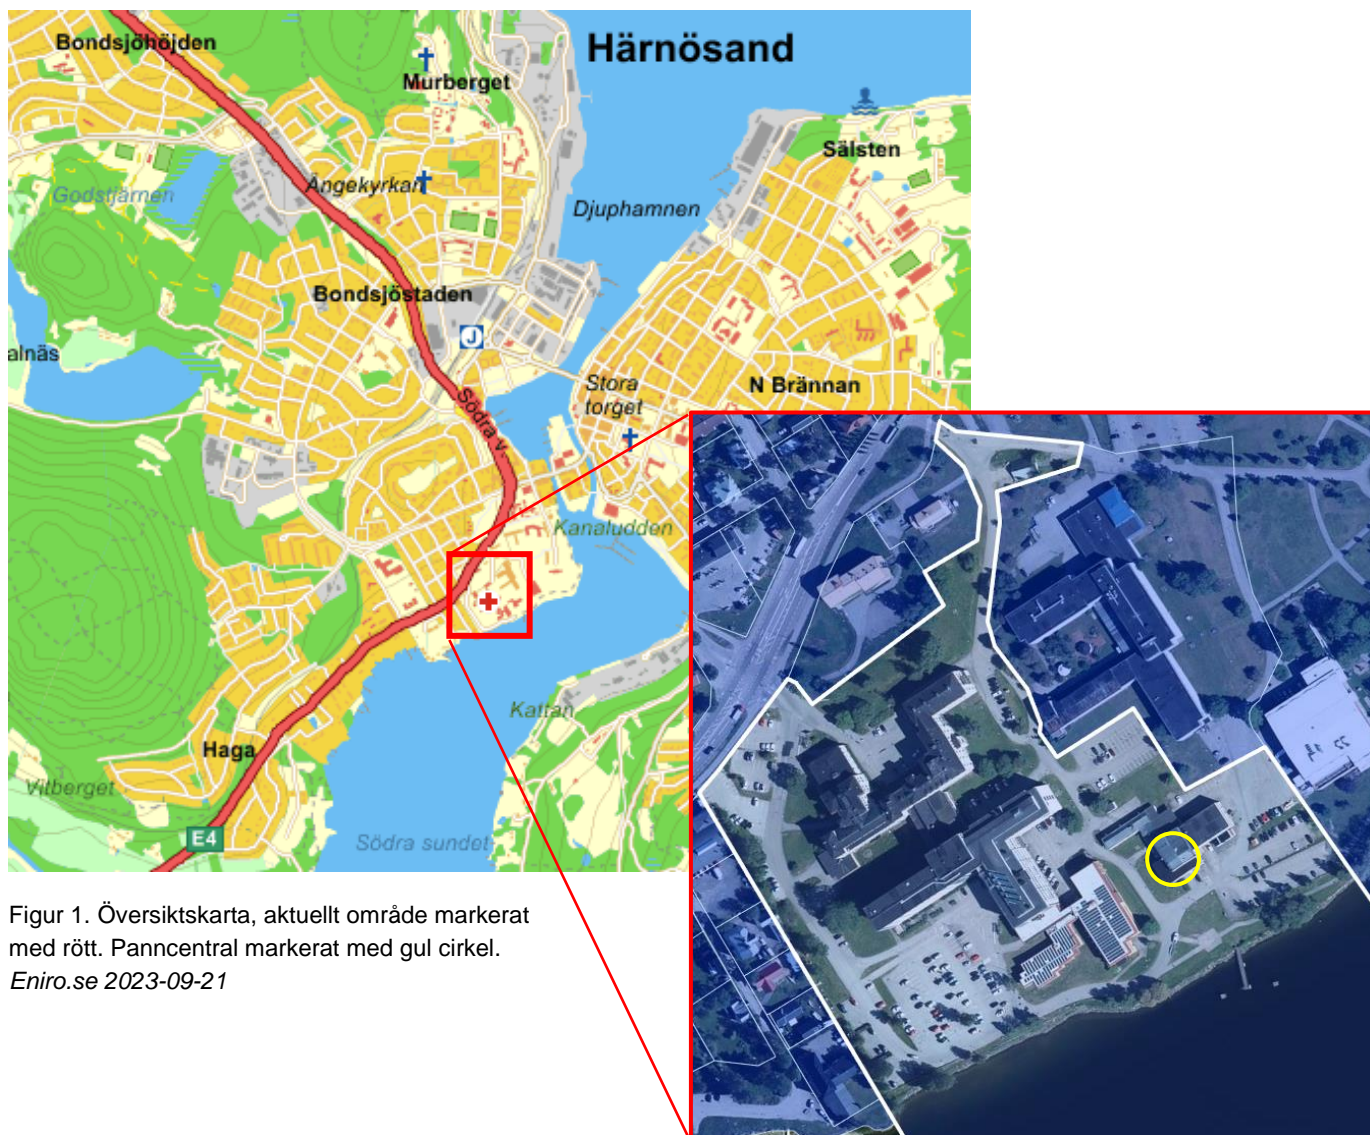 Härnösand
Bondsjöhöjden
Murberget
Sälsten
Godstjärnen
Ängekyrkan
Djuphamnen
Bondsjöstaden
J
alnäs
Stora
torget
N Brännan
Södra v.
Kanaludden
Kattan
Haga
Vitberget
E4
Södra sundet
Figur 1. Översiktskarta, aktuellt område markerat
med rött. Panncentral markerat med gul cirkel.
Eniro.se 2023-09-21